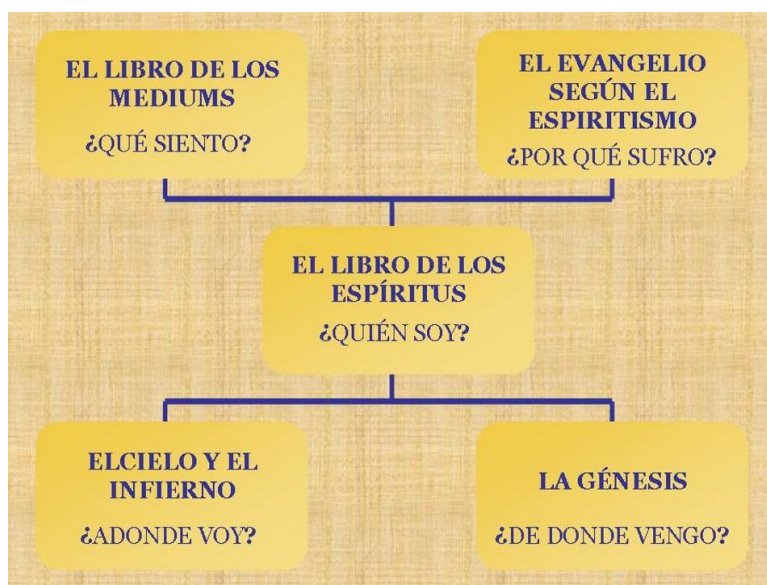 EL LIBRO DE LOS
MEDIUMS
¿QUÉ SIENTO?
EL EVANGELIO
SEGÚN EL
ESPIRITISMO
¿POR QUÉ SUFRO?
EL LIBRO DE LOS
ESPÍRITUS
¿QUIÉN SOY?
ELCIELO Y EL
INFIERNO
¿ADONDE VOY?
LA GÉNESIS
¿DE DONDE VENGO?